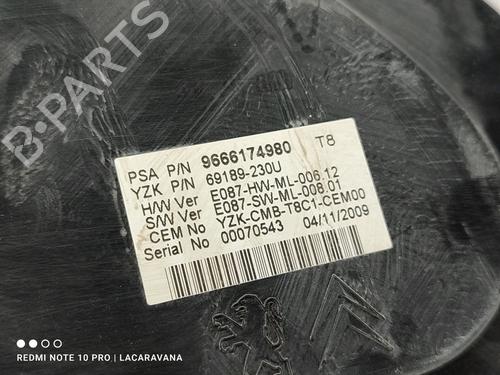 B-PARTS
PSA P/N 9666174980 T8
YZK P/N 69189-230U
H/W Ver E087-HW-ML-006.12
S/W Ver E087-SW-ML-008.01
CEM No YZK-CMB-T8C1-CEM00
Serial No 00070543 04/11/2009
REDMI NOTE 10 PRO | LACARAVANA